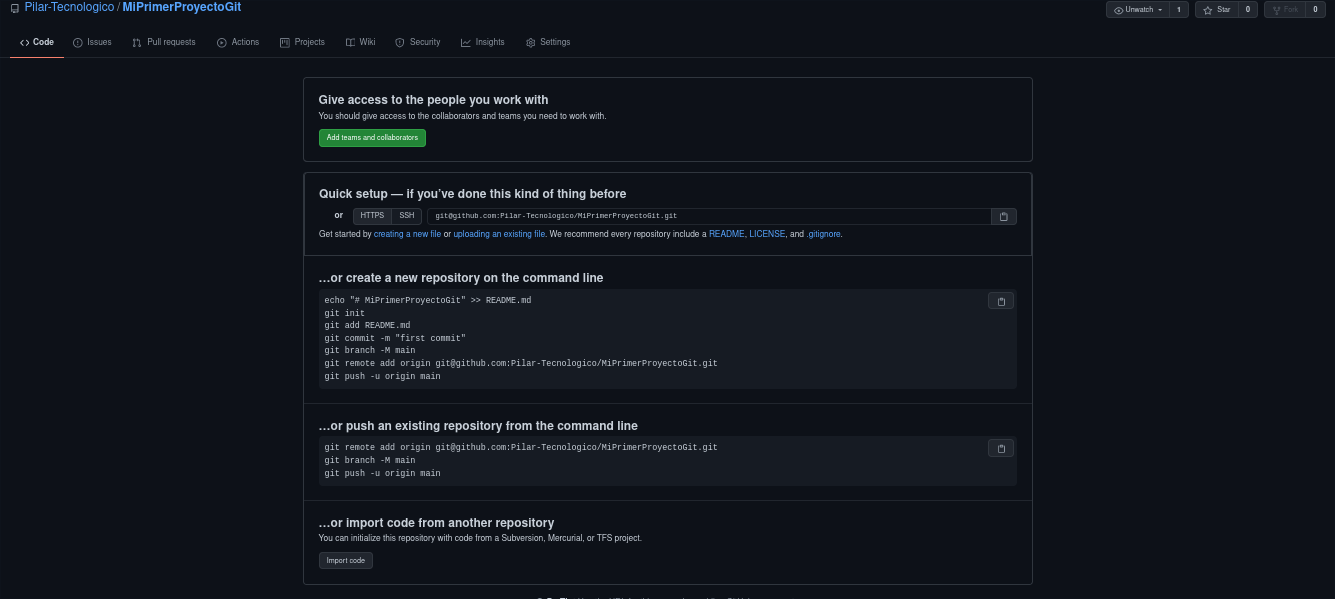 Pilar-Tecnologico / MiPrimerProyectoGit
Unwatch 1 Star 0 Fork 0
Code Issues Pull requests Actions Projects Wiki Security Insights Settings
Give access to the people you work with
You should give access to the collaborators and teams you need to work with.
Add teams and collaborators
Quick setup — if you've done this kind of thing before
or HTTPS SSH git@github.com:Pilar-Tecnologico/MiPrimerProyectoGit.git
Get started by creating a new file or uploading an existing file. We recommend every repository include a README, LICENSE, and .gitignore.
…or create a new repository on the command line
echo "# MiPrimerProyectoGit" >> README.md
git init
git add README.md
git commit -m "first commit"
git branch -M main
git remote add origin git@github.com:Pilar-Tecnologico/MiPrimerProyectoGit.git
git push -u origin main
…or push an existing repository from the command line
git remote add origin git@github.com:Pilar-Tecnologico/MiPrimerProyectoGit.git
git branch -M main
git push -u origin main
…or import code from another repository
You can initialize this repository with code from a Subversion, Mercurial, or TFS project.
Import code